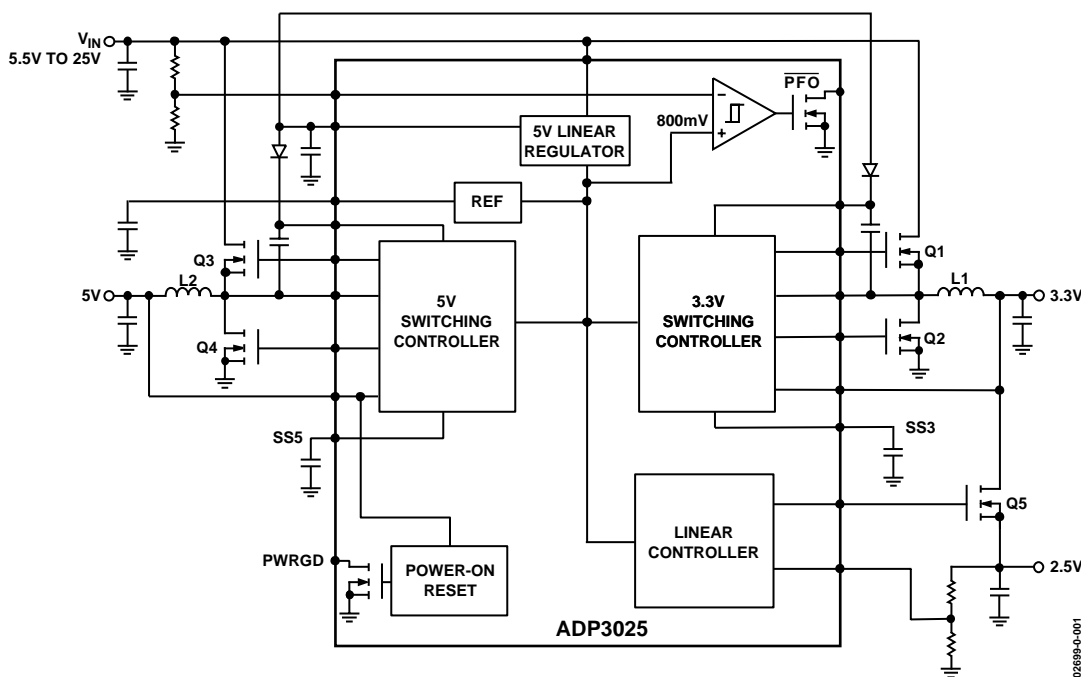 VIN
5.5V TO 25V
PFO
800mV
5V LINEAR
REGULATOR
REF
Q3
Q1
L2
L1
5V
5V
SWITCHING
CONTROLLER
3.3V
SWITCHING
CONTROLLER
3.3V
Q4
Q2
SS5
SS3
Q5
LINEAR
CONTROLLER
PWRGD
POWER-ON
RESET
2.5V
ADP3025
02699-0-001